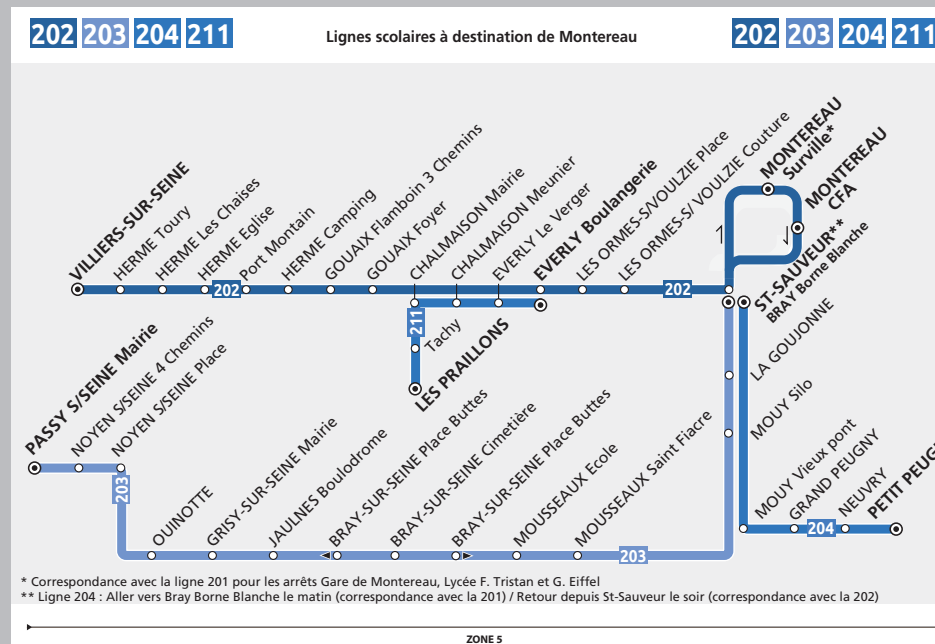 202 203 204 211
Lignes scolaires à destination de Montereau
202 203 204 211
VILLIERS-SUR-SEINE
HERME Toury
HERME Les Chaises
HERME Eglise
Port Montain
HERME Camping
GOUAIX Flamboin 3 Chemins
GOUAIX Foyer
CHALMAISON Mairie
CHALMAISON Meunier
EVERLY Le Verger
EVERLY Boulangerie
LES ORMES-S/VOULZIE Place
LES ORMES-S/ VOULZIE Couture
MONTEREAU
Surville*
MONTEREAU
CFA
ST-SAUVEUR**
BRAY Borne Blanche
202
202
211
Tachy
LES PRAILLONS
LA GOUJONNE
MOUY Silo
MOUY Vieux pont
GRAND PEUGNY
NEUVRY
PETIT PEUG
204
PASSY S/SEINE Mairie
NOYEN S/SEINE 4 Chemins
NOYEN S/SEINE Place
203
OUINOTTE
GRISY-SUR-SEINE Mairie
JAULNES Boulodrome
BRAY-SUR-SEINE Place Buttes
BRAY-SUR-SEINE Cimetière
BRAY-SUR-SEINE Place Buttes
MOUSSEAUX Ecole
MOUSSEAUX Saint Fiacre
203
* Correspondance avec la ligne 201 pour les arrêts Gare de Montereau, Lycée F. Tristan et G. Eiffel
** Ligne 204 : Aller vers Bray Borne Blanche le matin (correspondance avec la 201) / Retour depuis St-Sauveur le soir (correspondance avec la 202)
ZONE 5